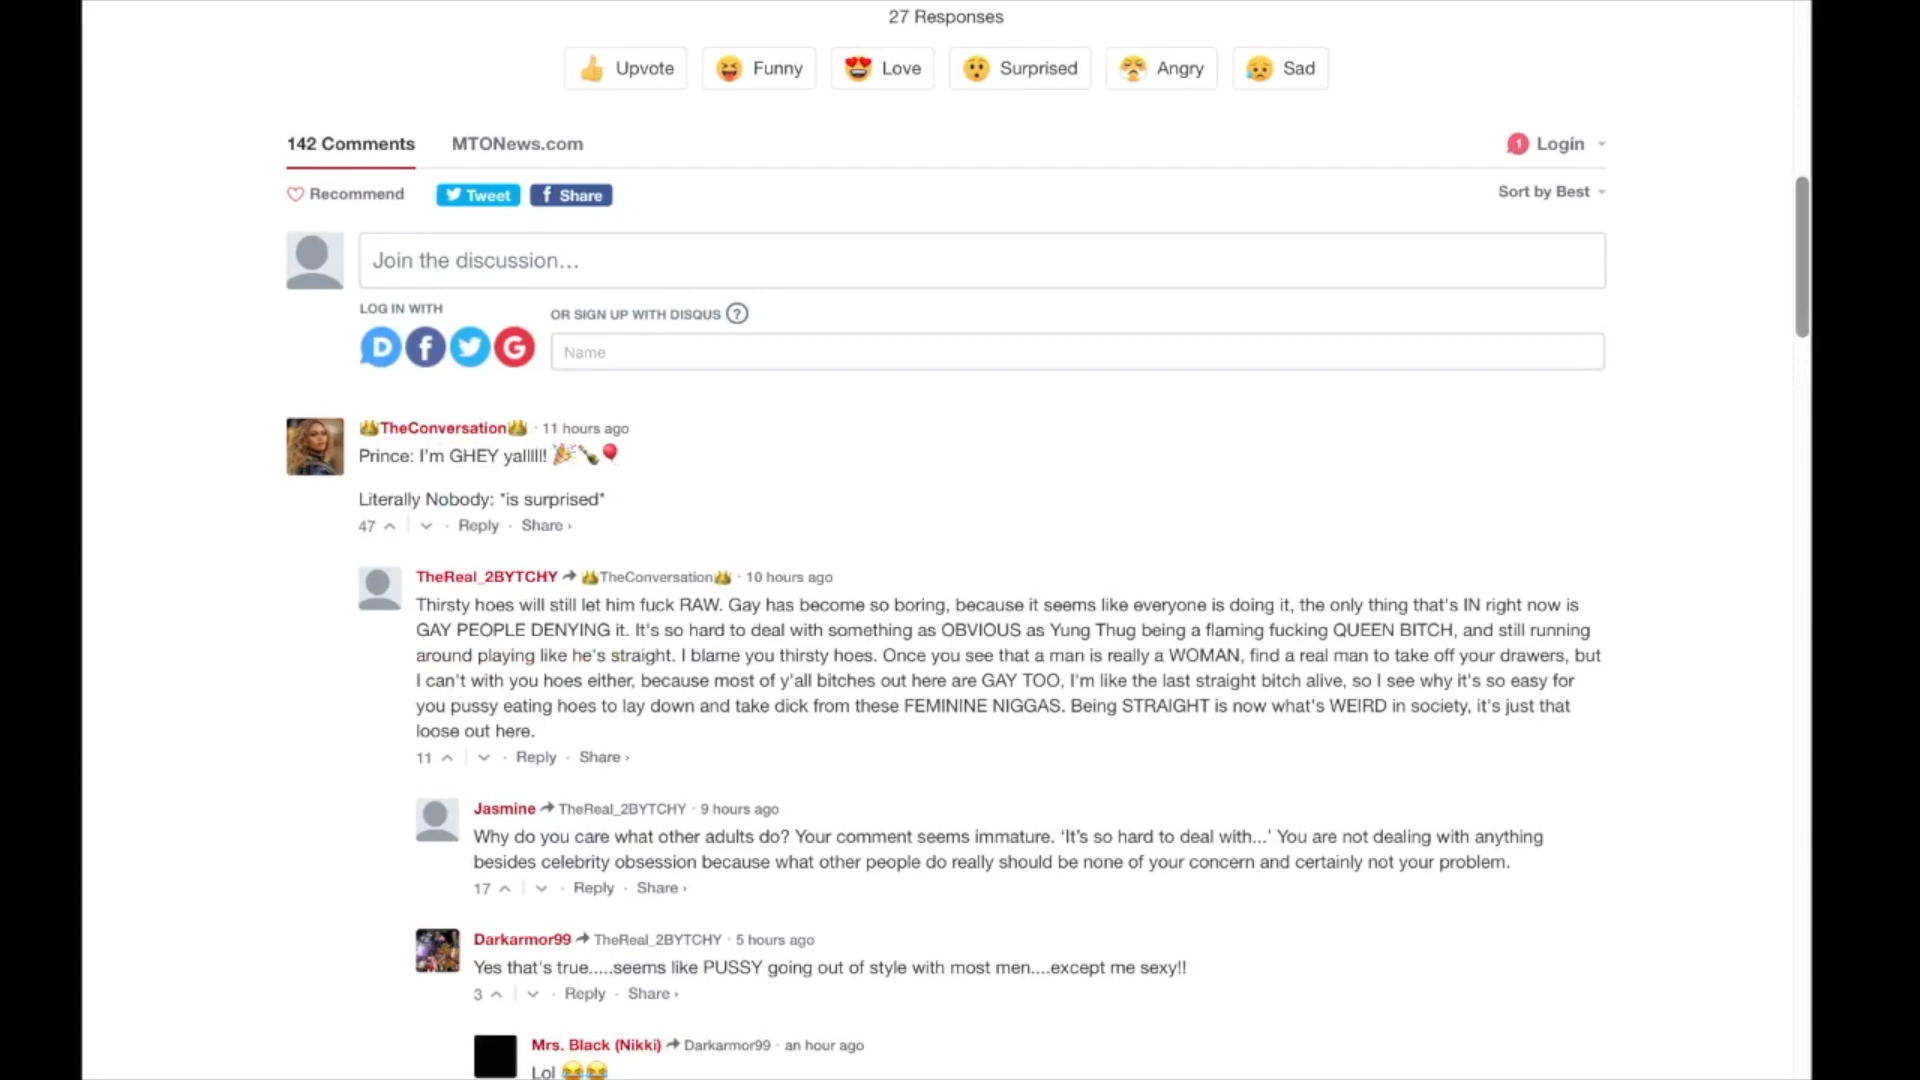 27 Responses
Upvote
Funny
Love
Surprised
Angry
Sad
142 Comments
MTONews.com
1
Login
Recommend
Tweet
Share
Sort by Best
Join the discussion...
LOG IN WITH
OR SIGN UP WITH DISQUS ?
Name
👑TheConversation👑 · 11 hours ago
Prince: I'm GHEY yalllll! 🎉🍾🎈
Literally Nobody: *is surprised*
47 Reply · Share ›
TheReal_2BYTCHY 👑TheConversation👑 · 10 hours ago
Thirsty hoes will still let him fuck RAW. Gay has become so boring, because it seems like everyone is doing it, the only thing that's IN right now is
GAY PEOPLE DENYING it. It's so hard to deal with something as OBVIOUS as Yung Thug being a flaming fucking QUEEN BITCH, and still running
around playing like he's straight. I blame you thirsty hoes. Once you see that a man is really a WOMAN, find a real man to take off your drawers, but
I can't with you hoes either, because most of y'all bitches out here are GAY TOO, I'm like the last straight bitch alive, so I see why it's so easy for
you pussy eating hoes to lay down and take dick from these FEMININE NIGGAS. Being STRAIGHT is now what's WEIRD in society, it's just that
loose out here.
11 Reply · Share ›
Jasmine TheReal_2BYTCHY · 9 hours ago
Why do you care what other adults do? Your comment seems immature. 'It's so hard to deal with...' You are not dealing with anything
besides celebrity obsession because what other people do really should be none of your concern and certainly not your problem.
17 Reply · Share ›
Darkarmor99 TheReal_2BYTCHY · 5 hours ago
Yes that's true.....seems like PUSSY going out of style with most men....except me sexy!!
3 Reply · Share ›
Mrs. Black (Nikki) Darkarmor99 · an hour ago
Lol 😂😂